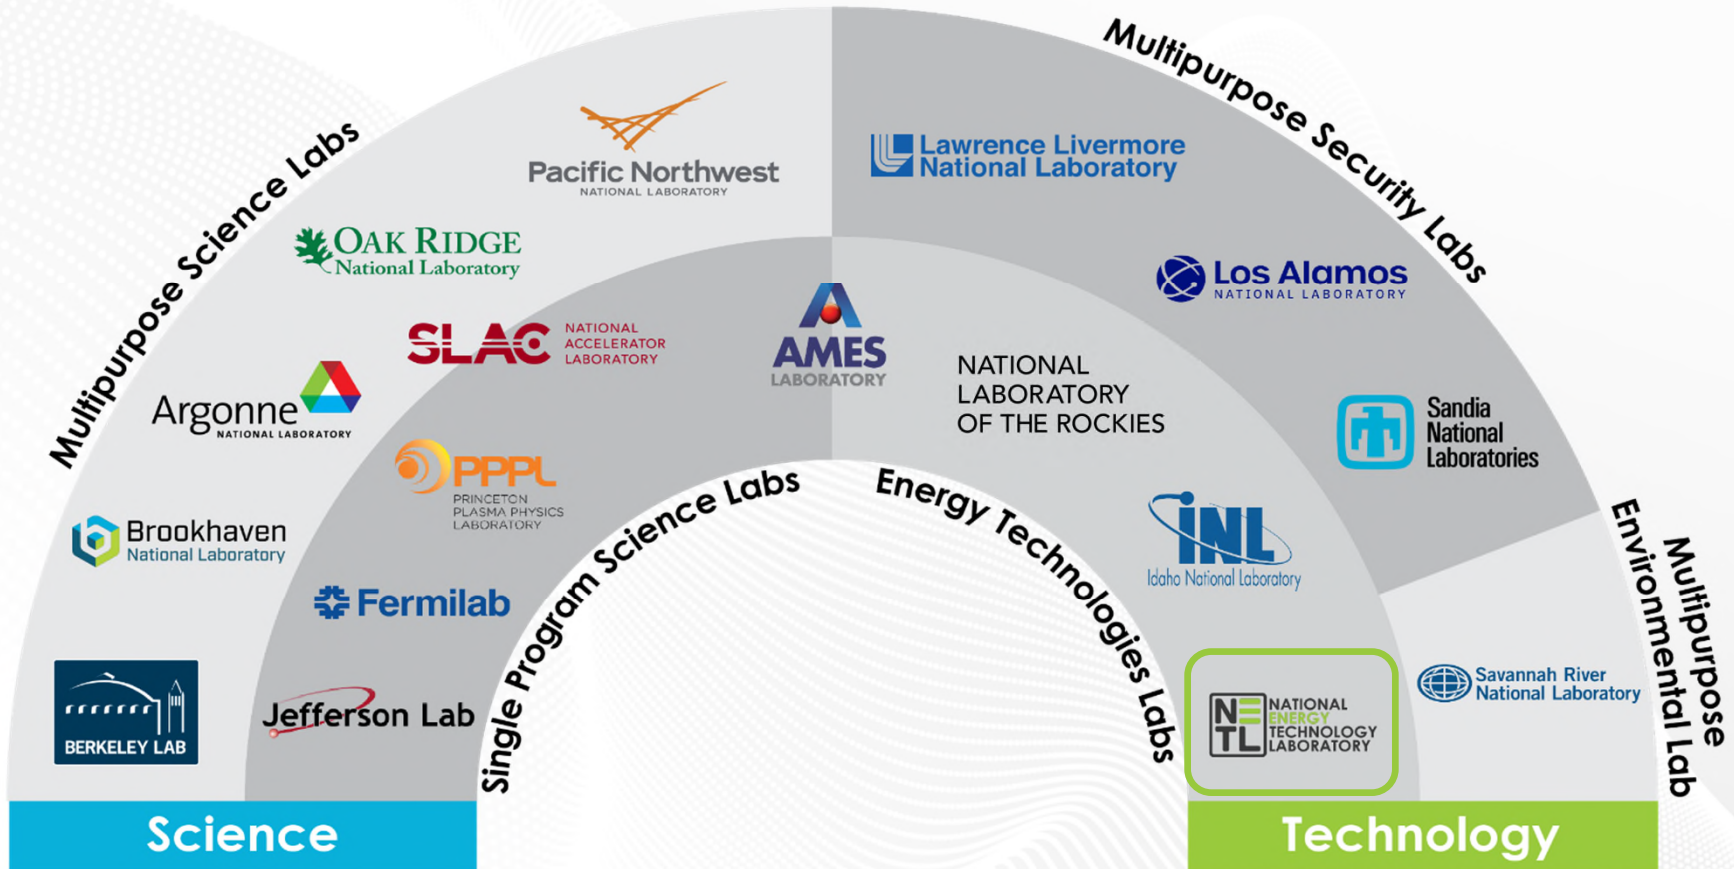 Multipurpose Science Labs
Multipurpose Security Labs
Pacific Northwest
NATIONAL LABORATORY
Lawrence Livermore
National Laboratory
OAK RIDGE
National Laboratory
Los Alamos
NATIONAL LABORATORY
SLAC
NATIONAL
ACCELERATOR
LABORATORY
AMES
LABORATORY
NATIONAL
LABORATORY
OF THE ROCKIES
Argonne
NATIONAL LABORATORY
Sandia
National
Laboratories
PPPL
PRINCETON
PLASMA PHYSICS
LABORATORY
Single Program Science Labs
Energy Technologies Labs
Brookhaven
National Laboratory
INL
Idaho National Laboratory
Multipurpose
Environmental Lab
Fermilab
BERKELEY LAB
Jefferson Lab
NE
TL
NATIONAL
ENERGY
TECHNOLOGY
LABORATORY
Savannah River
National Laboratory
Science
Technology